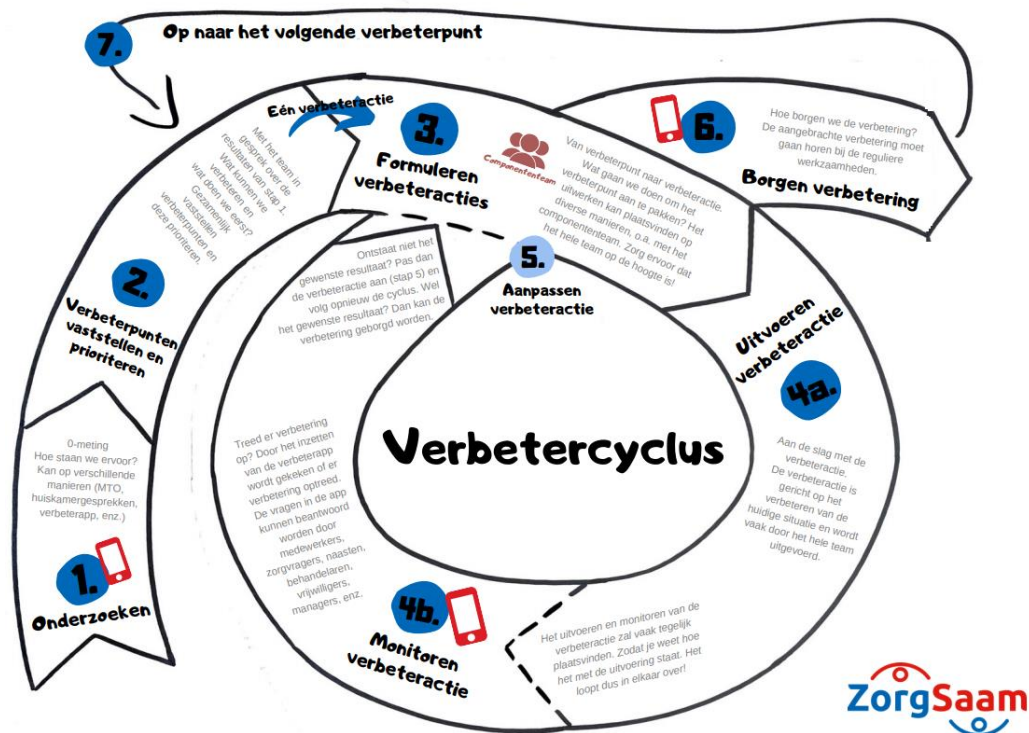 7.
Op naar het volgende verbeterpunt
Eén verbeteractie
Met het team in
gesprek over de
resultaten van stap 1.
Wat kunnen we
verbeteren en
wat doen we eerst?
Gezamenlijk
vaststellen
verbeterpunten en
deze prioriteren
2.
Verbeterpunten
vaststellen en
prioriteren
0-meting
Hoe staan we ervoor?
Kan op verschillende
manieren (MTO,
huiskamergesprekken,
verbeterapp, enz.)
1.
Onderzoeken
3.
Formuleren
verbeteracties
Componententeam
Van verbeterpunt naar verbeteractie.
Wat gaan we doen om het
verbeterpunt aan te pakken? Het
uitwerken kan plaatsvinden op
diverse manieren, o.a. met het
componententeam. Zorg ervoor dat
het hele team op de hoogte is!
6.
Borgen verbetering
Hoe borgen we de verbetering?
De aangebrachte verbetering moet
gaan horen bij de reguliere
werkzaamheden.
Ontstaat niet het
gewenste resultaat? Pas dan
de verbeteractie aan (stap 5) en
volg opnieuw de cyclus. Wel
het gewenste resultaat? Dan kan de
verbetering geborgd worden.
5.
Aanpassen
verbeteractie
Uitvoeren
verbeteractie
4a.
Aan de slag met de
verbeteractie.
De verbeteractie is
gericht op het
verbeteren van de
huidige situatie en wordt
vaak door het hele team
uitgevoerd.
Verbetercyclus
Treed er verbetering
op? Door het inzetten
van de verbeterapp
wordt gekeken of er
verbetering optreed.
De vragen in de app
kunnen beantwoord
worden door
medewerkers,
zorgvragers, naasten,
behandelaren,
vrijwilligers,
managers, enz.
4b.
Monitoren
verbeteractie
Het uitvoeren en monitoren van de
verbeteractie zal vaak tegelijk
plaatsvinden. Zodat je weet hoe
het met de uitvoering staat. Het
loopt dus in elkaar over!
ZorgSaam